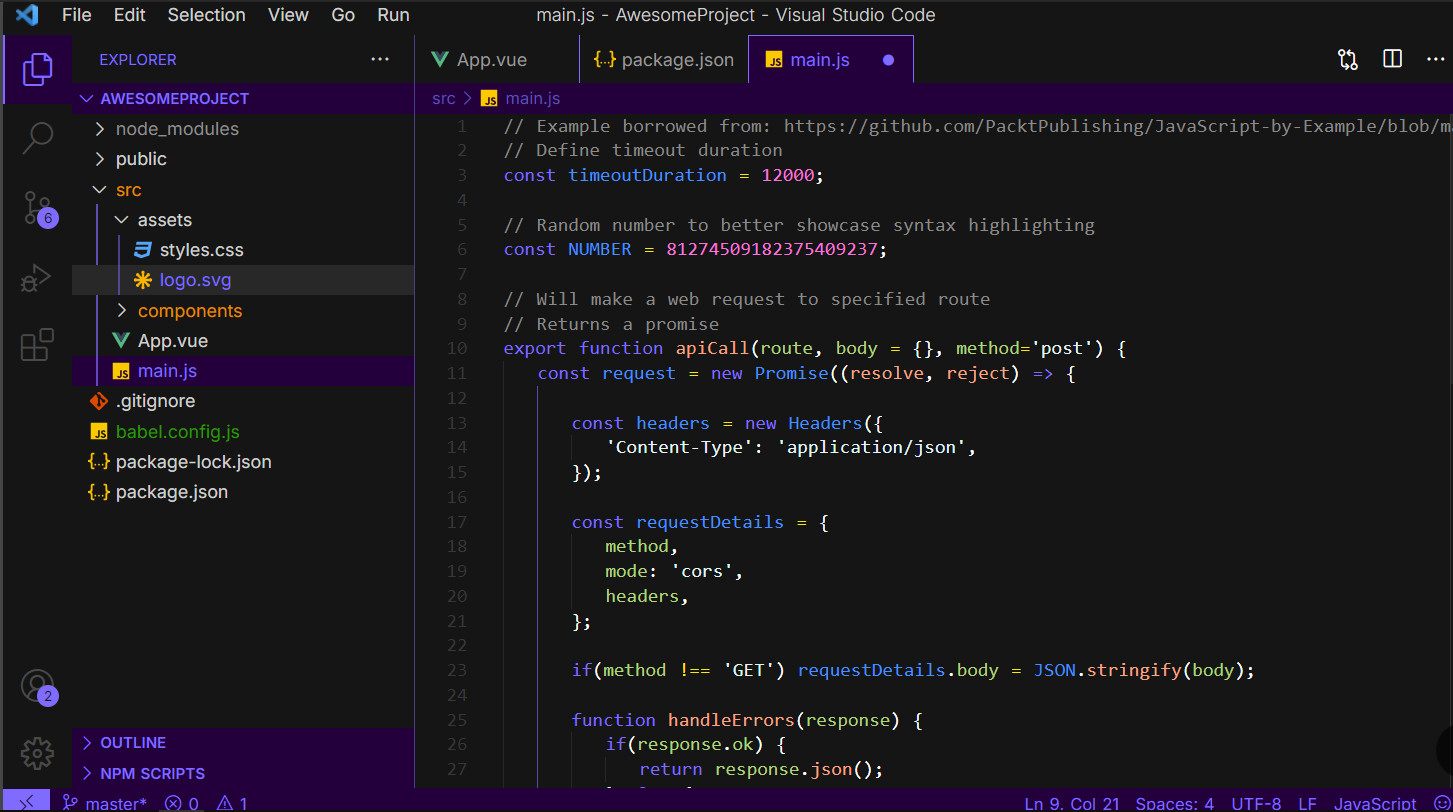 File Edit Selection View Go Run main.js - AwesomeProject - Visual Studio Code
EXPLORER
AWESOMEPROJECT
node_modules
public
src
assets
styles.css
logo.svg
components
App.vue
main.js
.gitignore
babel.config.js
package-lock.json
package.json
OUTLINE
NPM SCRIPTS
6
2
App.vue {..} package.json JS main.js
src > JS main.js
1 // Example borrowed from: https://github.com/PacktPublishing/JavaScript-by-Example/blob/m
2 // Define timeout duration
3 const timeoutDuration = 12000;
4
5 // Random number to better showcase syntax highlighting
6 const NUMBER = 81274509182375409237;
7
8 // Will make a web request to specified route
9 // Returns a promise
10 export function apiCall(route, body = {}, method='post') {
11 const request = new Promise((resolve, reject) => {
12
13 const headers = new Headers({
14 'Content-Type': 'application/json',
15 });
16
17 const requestDetails = {
18 method,
19 mode: 'cors',
20 headers,
21 };
22
23 if(method !== 'GET') requestDetails.body = JSON.stringify(body);
24
25 function handleErrors(response) {
26 if(response.ok) {
27 return response.json();
master* 0 1 Ln 9, Col 21 Spaces: 4 UTF-8 LF JavaScript